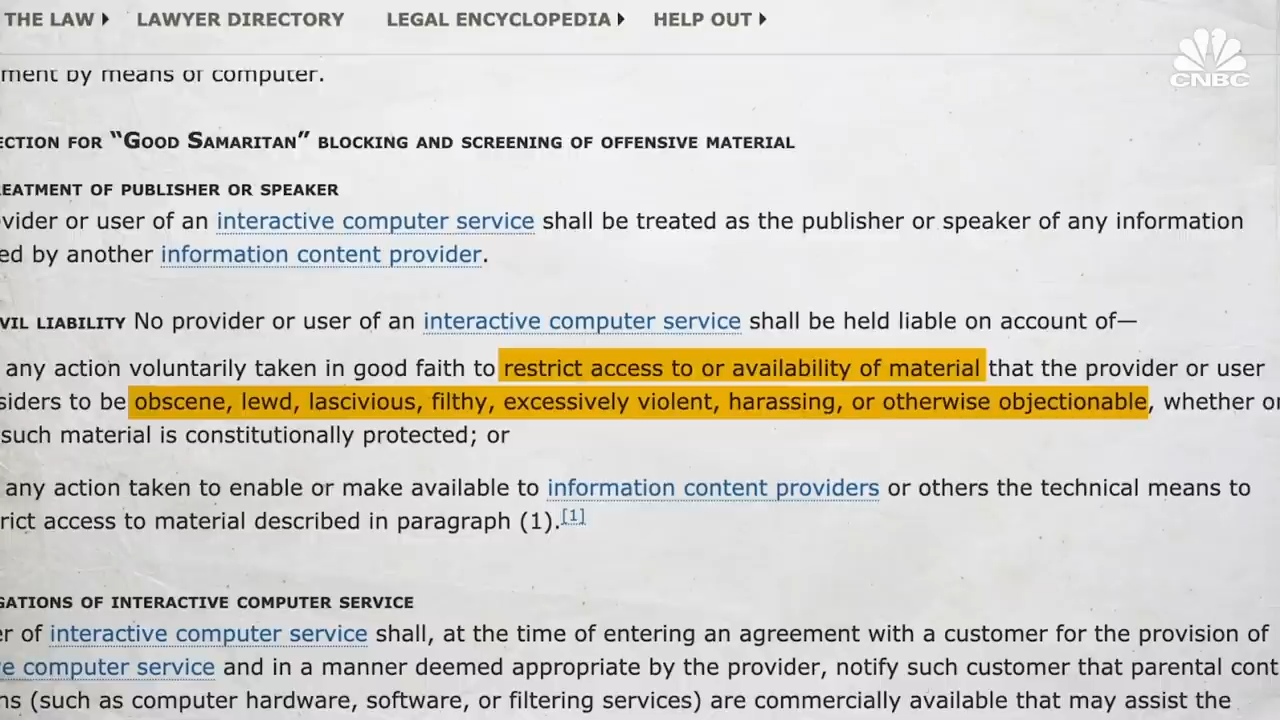 THE LAW LAWYER DIRECTORY LEGAL ENCYCLOPEDIA HELP OUT
CNBC
ment by means of computer.
ECTION FOR “GOOD SAMARITAN” BLOCKING AND SCREENING OF OFFENSIVE MATERIAL
EATMENT OF PUBLISHER OR SPEAKER
vider or user of an interactive computer service shall be treated as the publisher or speaker of any information
ed by another information content provider.
VIL LIABILITY No provider or user of an interactive computer service shall be held liable on account of—
any action voluntarily taken in good faith to restrict access to or availability of material that the provider or user
siders to be obscene, lewd, lascivious, filthy, excessively violent, harassing, or otherwise objectionable, whether or
such material is constitutionally protected; or
any action taken to enable or make available to information content providers or others the technical means to
rict access to material described in paragraph (1).[1]
GATIONS OF INTERACTIVE COMPUTER SERVICE
er of interactive computer service shall, at the time of entering an agreement with a customer for the provision of
e computer service and in a manner deemed appropriate by the provider, notify such customer that parental cont
ns (such as computer hardware, software, or filtering services) are commercially available that may assist the